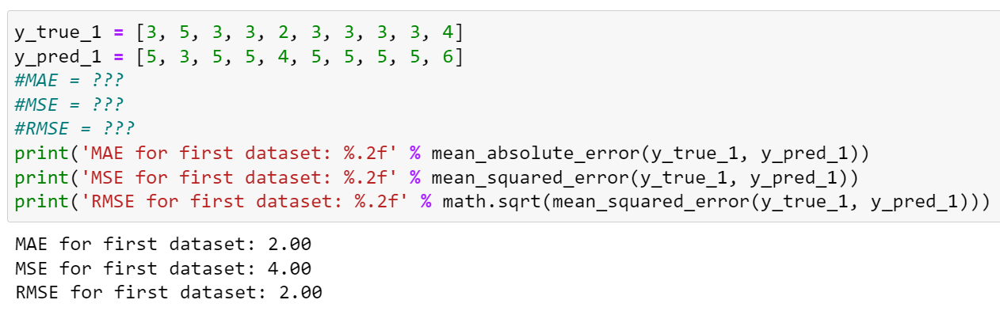 y_true_1 = [3, 5, 3, 3, 2, 3, 3, 3, 3, 4]
y_pred_1 = [5, 3, 5, 5, 4, 5, 5, 5, 5, 6]
#MAE = ???
#MSE = ???
#RMSE = ???
print('MAE for first dataset: %.2f' % mean_absolute_error(y_true_1, y_pred_1))
print('MSE for first dataset: %.2f' % mean_squared_error(y_true_1, y_pred_1))
print('RMSE for first dataset: %.2f' % math.sqrt(mean_squared_error(y_true_1, y_pred_1)))
MAE for first dataset: 2.00
MSE for first dataset: 4.00
RMSE for first dataset: 2.00